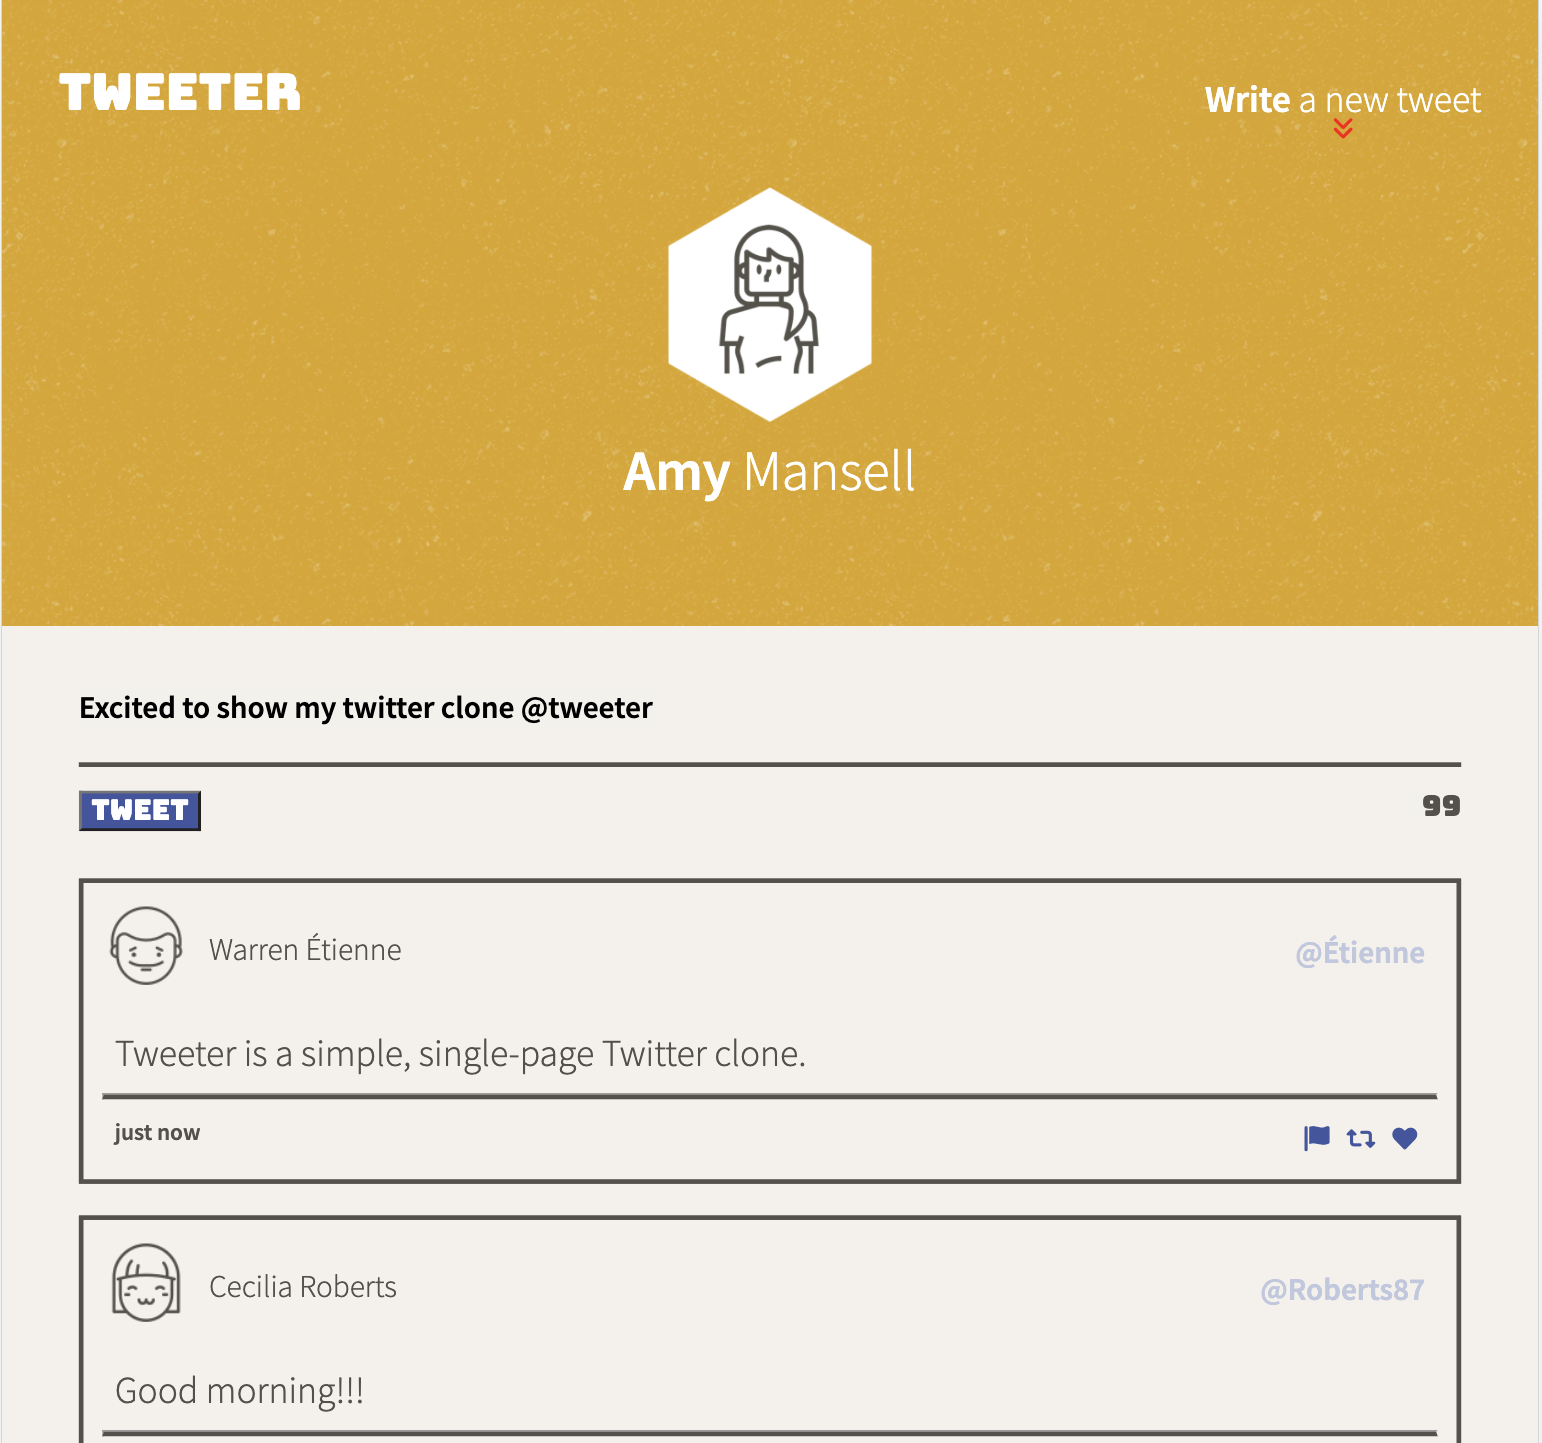 TWEETER
Write a new tweet
Amy Mansell
Excited to show my twitter clone @tweeter
TWEET
99
Warren Étienne
@Étienne
Tweeter is a simple, single-page Twitter clone.
just now
Cecilia Roberts
@Roberts87
Good morning!!!